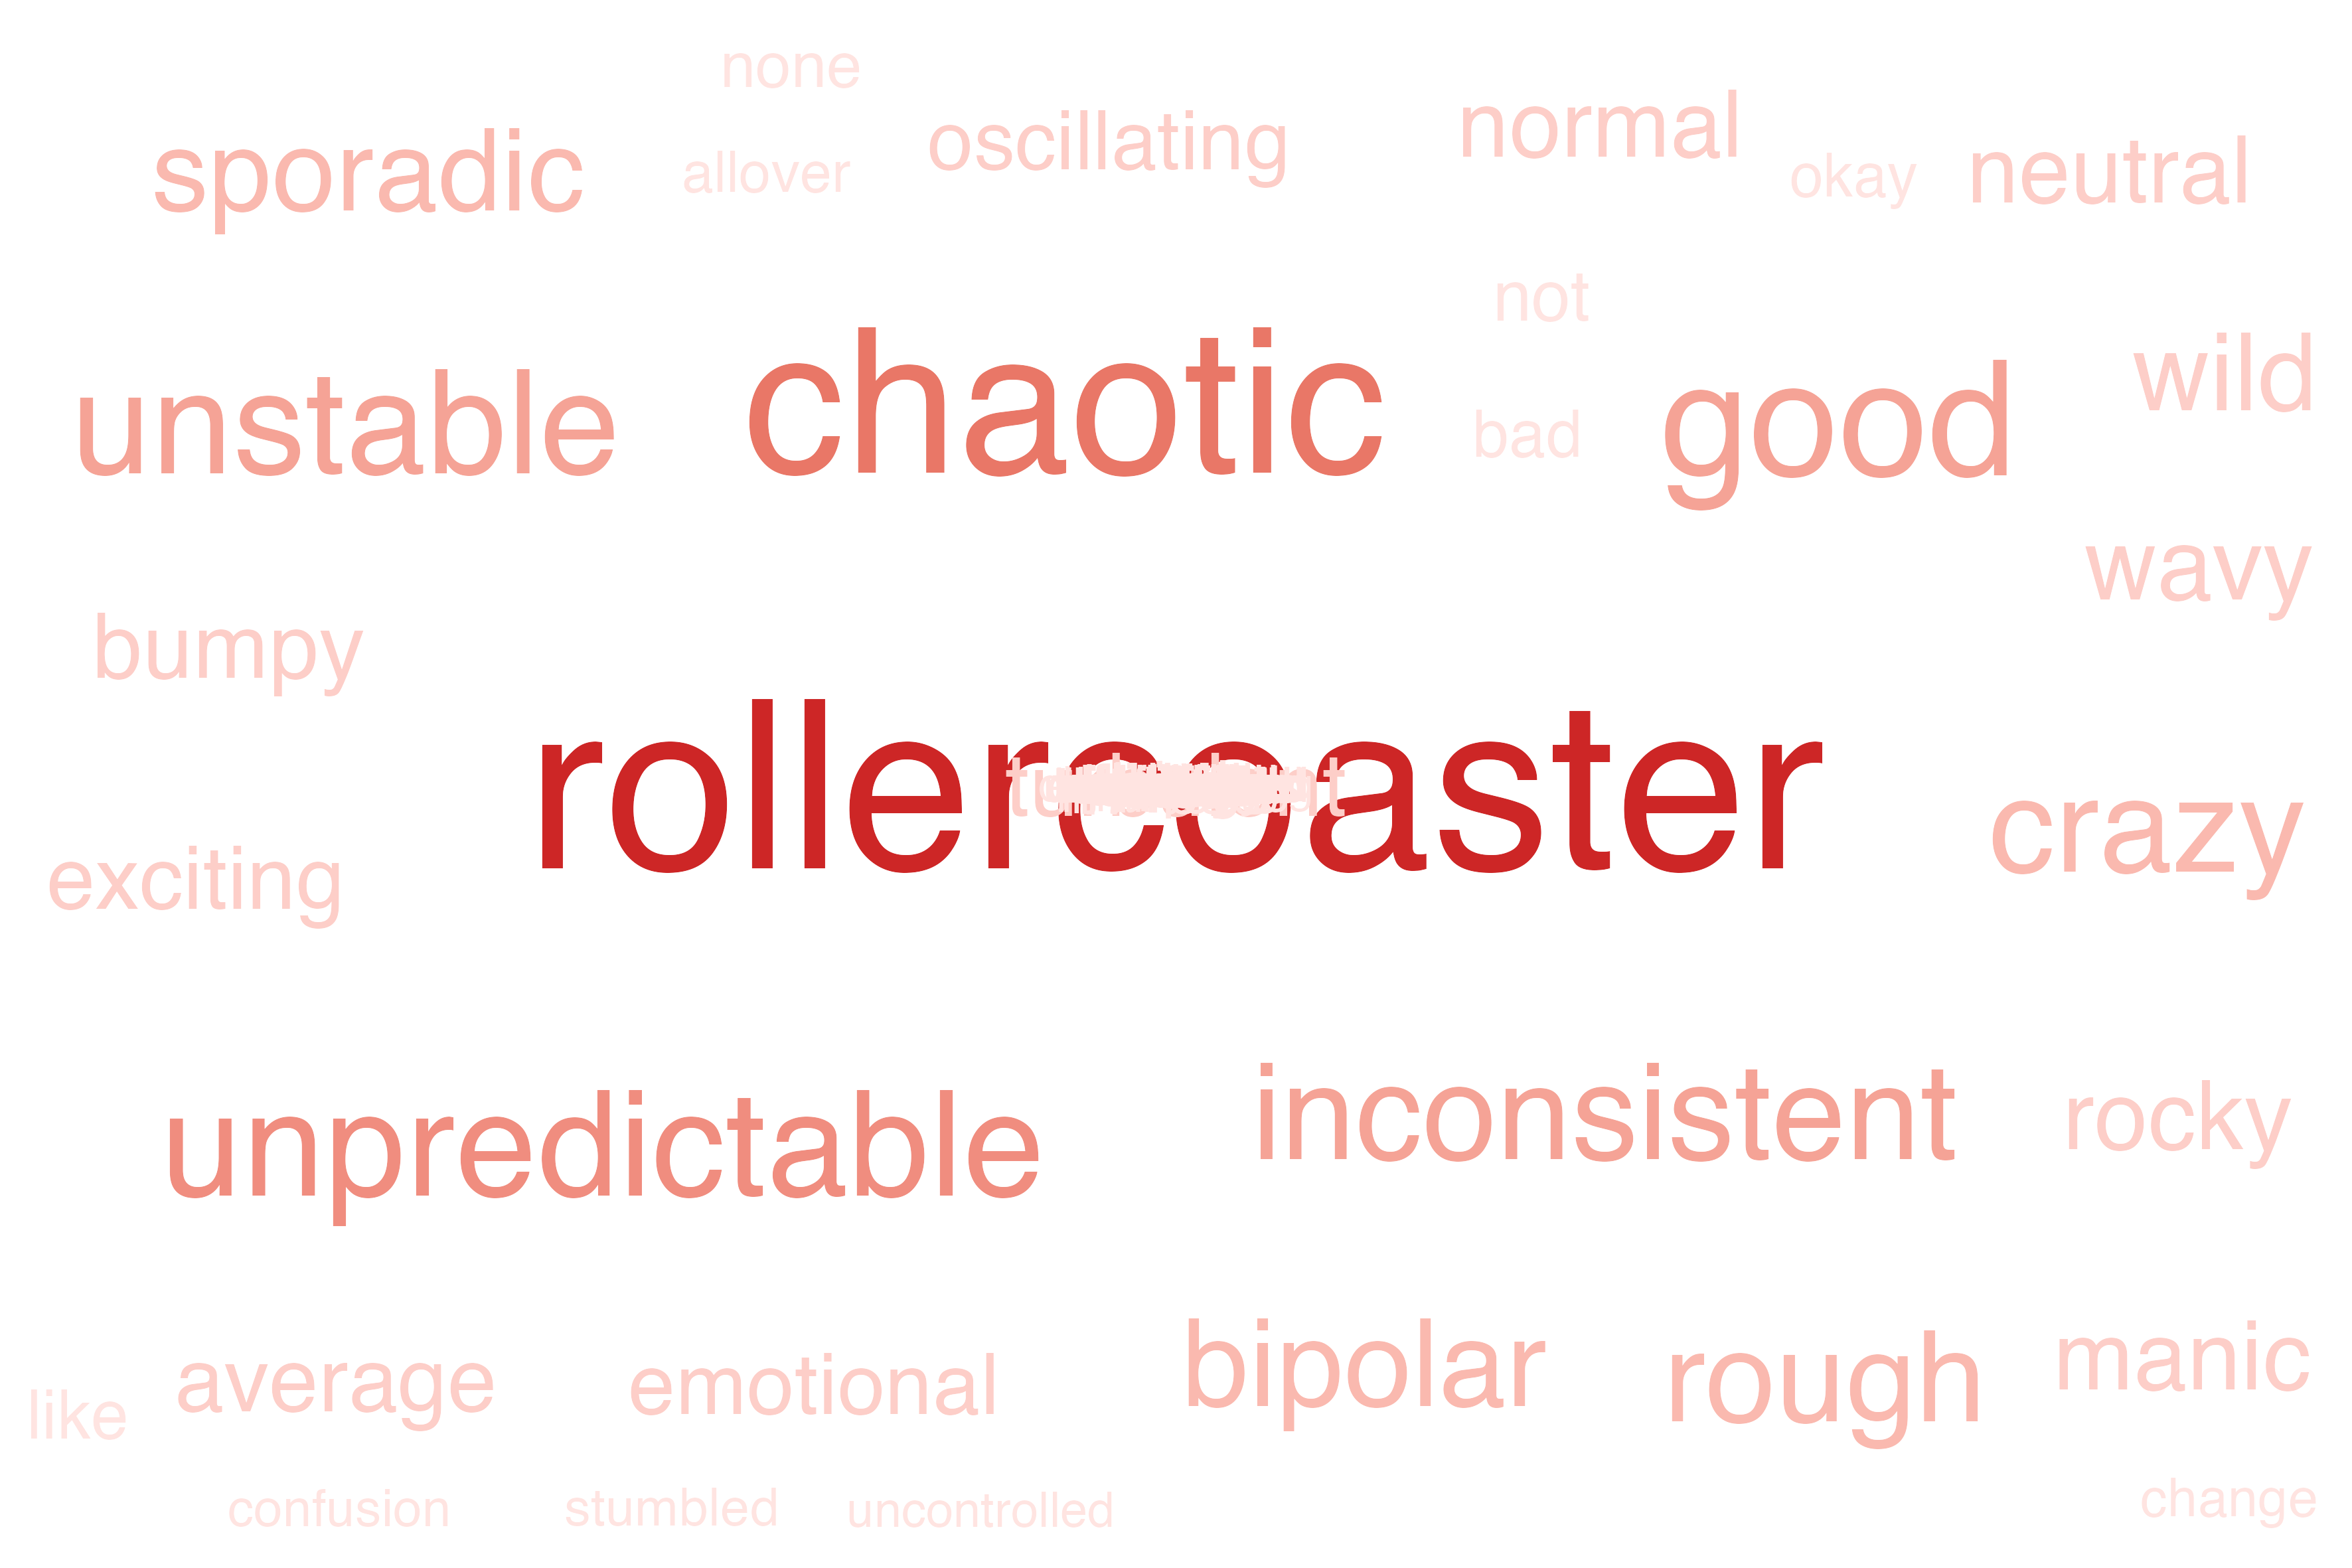 none
sporadic allover oscillating normal okay neutral
not
unstable chaotic bad good wild
wavy
bumpy
rollercoaster
exciting crazy
unpredictable inconsistent rocky
like average emotional bipolar rough manic
confusion stumbled uncontrolled change